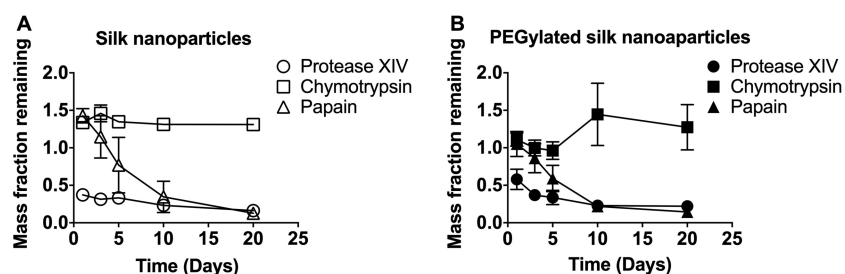 A
Silk nanoparticles
Mass fraction remaining
2.0
1.5
1.0
0.5
0.0
0 5 10 15 20 25
Time (Days)
Protease XIV
Chymotrypsin
Papain
B
PEGylated silk nanoaparticles
Mass fraction remaining
2.0
1.5
1.0
0.5
0.0
0 5 10 15 20 25
Time (Days)
Protease XIV
Chymotrypsin
Papain